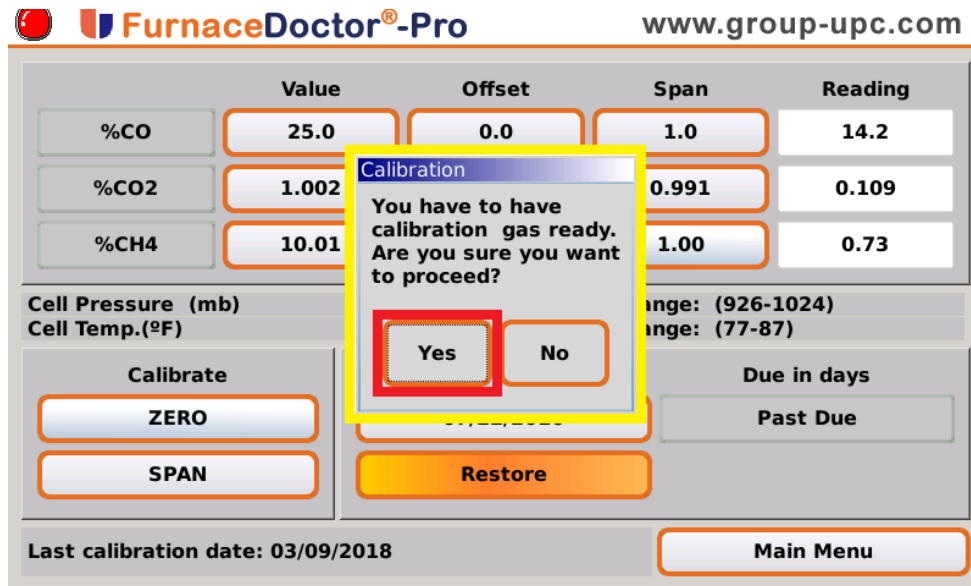 FurnaceDoctor®-Pro www.group-upc.com
Value Offset Span Reading
%CO 25.0 0.0 1.0 14.2
%CO2 1.002 0.991 0.109
%CH4 10.01 1.00 0.73
Calibration
You have to have
calibration gas ready.
Are you sure you want
to proceed?
Yes No
Cell Pressure (mb) ange: (926-1024)
Cell Temp.(ºF) ange: (77-87)
Calibrate Due in days
ZERO Past Due
SPAN Restore
Last calibration date: 03/09/2018 Main Menu